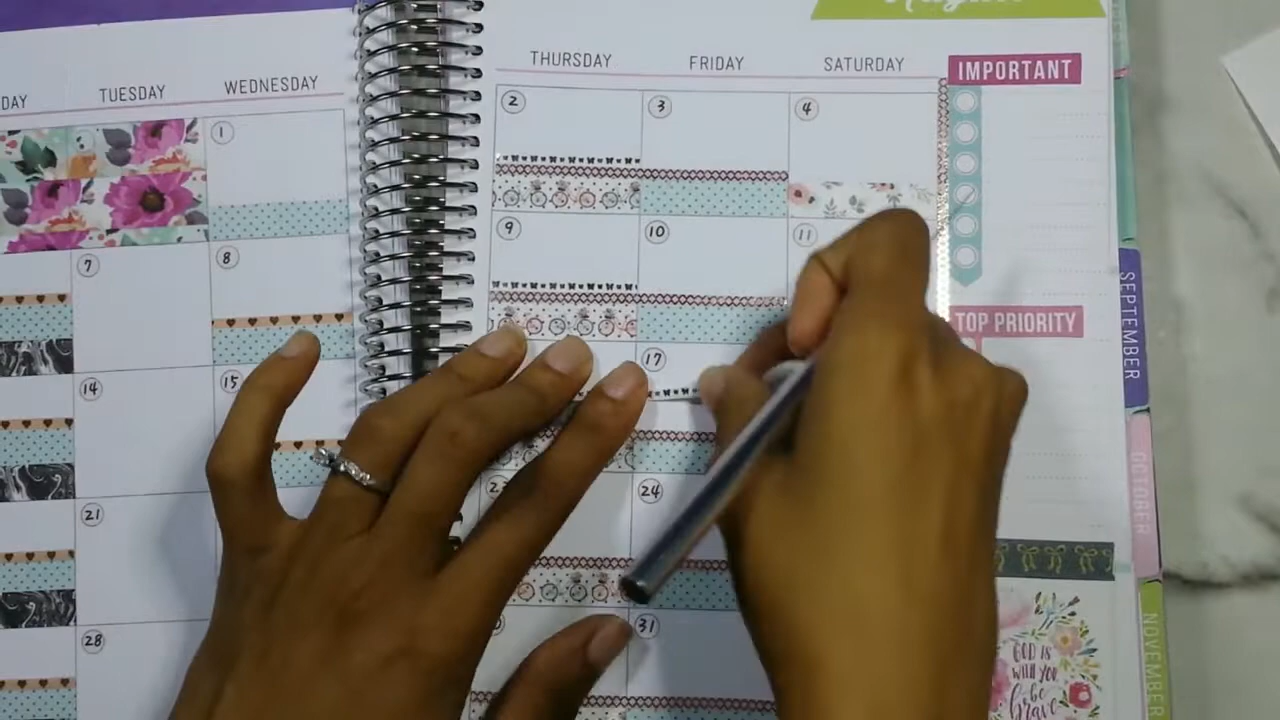 DAY TUESDAY WEDNESDAY THURSDAY FRIDAY SATURDAY
IMPORTANT
1 2 3 4
7 8 9 10 11
TOP PRIORITY
14 15 17
21 24
28 31
SEPTEMBER
OCTOBER
NOVEMBER
GOD IS
WITH YOU
be
brave